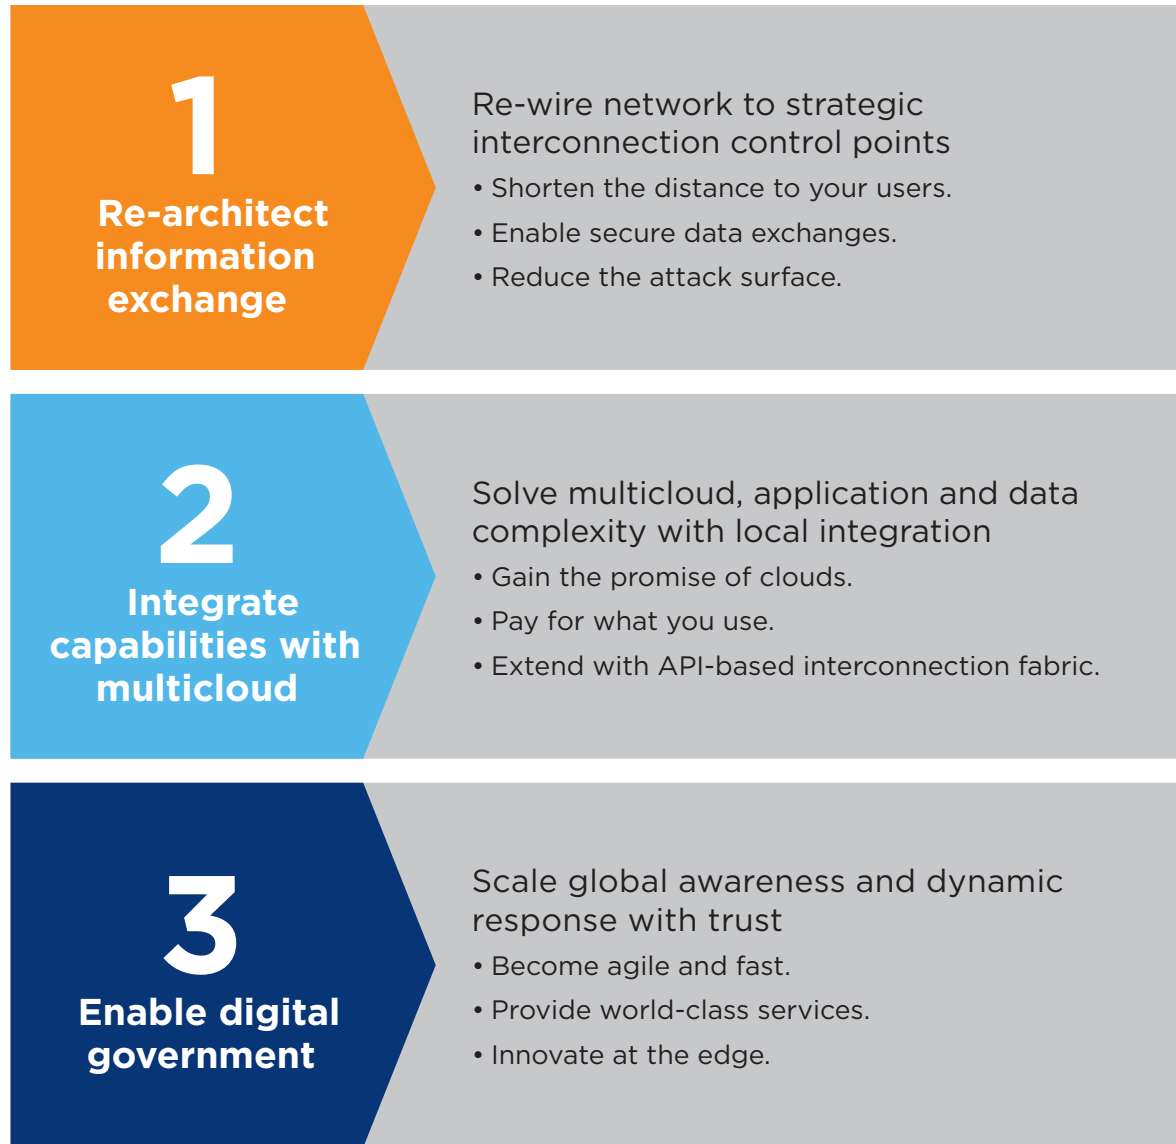 1
Re-architect
information
exchange
Re-wire network to strategic
interconnection control points
• Shorten the distance to your users.
• Enable secure data exchanges.
• Reduce the attack surface.
2
Integrate
capabilities with
multicloud
Solve multicloud, application and data
complexity with local integration
• Gain the promise of clouds.
• Pay for what you use.
• Extend with API-based interconnection fabric.
3
Enable digital
government
Scale global awareness and dynamic
response with trust
• Become agile and fast.
• Provide world-class services.
• Innovate at the edge.